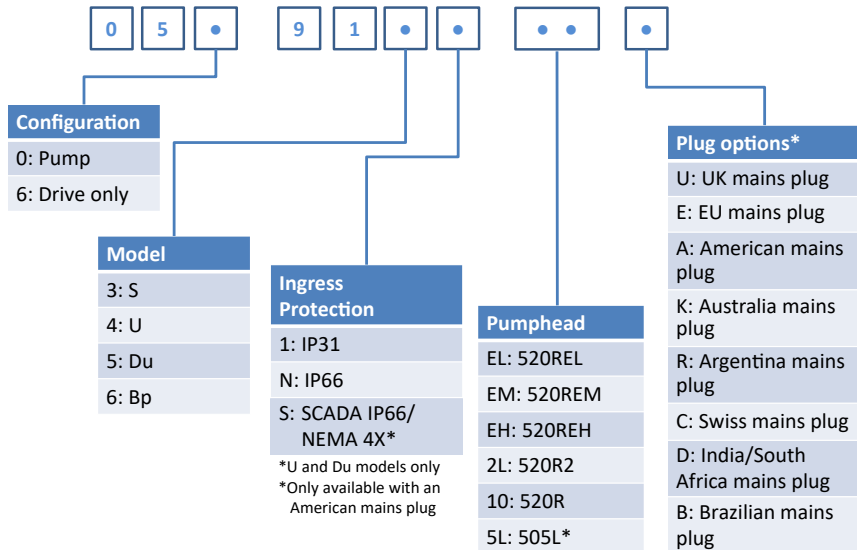 0 5 • 9 1 • • • • •
Configuration
0: Pump
6: Drive only
Model
3: S
4: U
5: Du
6: Bp
Ingress
Protection
1: IP31
N: IP66
S: SCADA IP66/
NEMA 4X*
*U and Du models only
*Only available with an
American mains plug
Pumphead
EL: 520REL
EM: 520REM
EH: 520REH
2L: 520R2
10: 520R
5L: 505L*
Plug options*
U: UK mains plug
E: EU mains plug
A: American mains
plug
K: Australia mains
plug
R: Argentina mains
plug
C: Swiss mains plug
D: India/South
Africa mains plug
B: Brazilian mains
plug